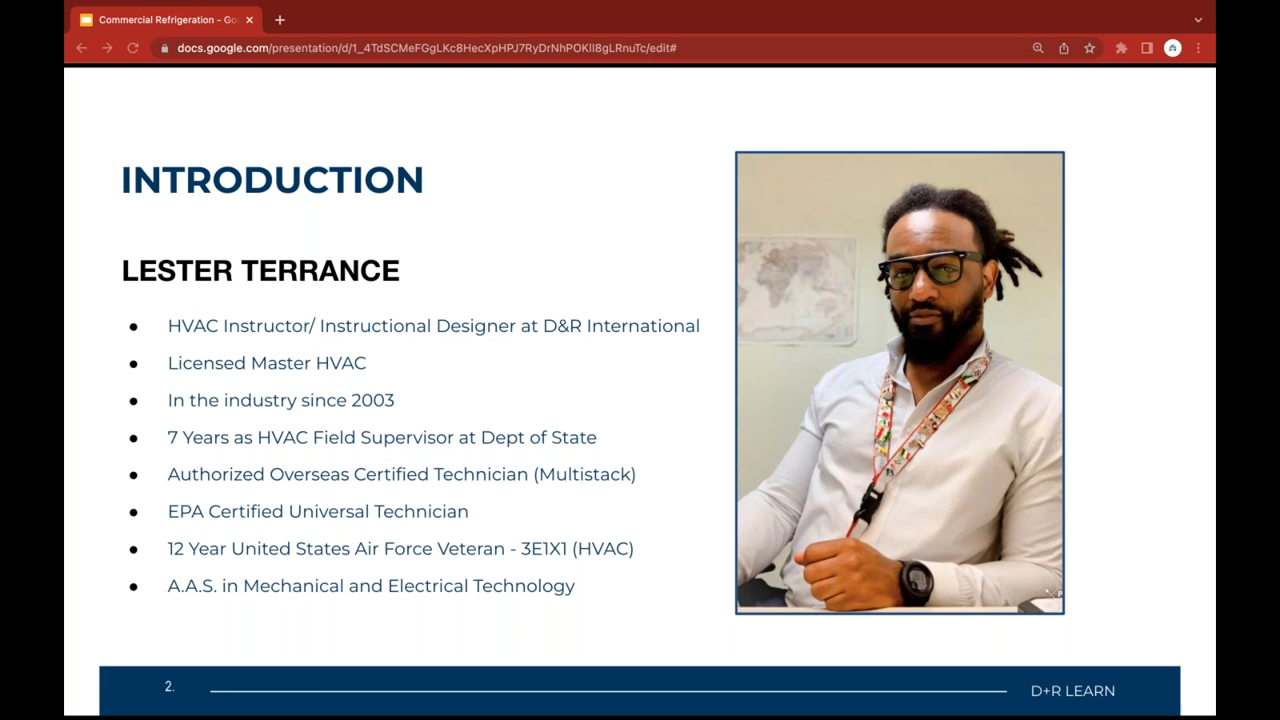 Commercial Refrigeration - Go
docs.google.com/presentation/d/1_4TdSCMeFGgLKc8HecXpHPJ7RyDrNhPOKlI8gLRnuTc/edit#
INTRODUCTION
LESTER TERRANCE
● HVAC Instructor/ Instructional Designer at D&R International
● Licensed Master HVAC
● In the industry since 2003
● 7 Years as HVAC Field Supervisor at Dept of State
● Authorized Overseas Certified Technician (Multistack)
● EPA Certified Universal Technician
● 12 Year United States Air Force Veteran - 3E1X1 (HVAC)
● A.A.S. in Mechanical and Electrical Technology
2.
D+R LEARN